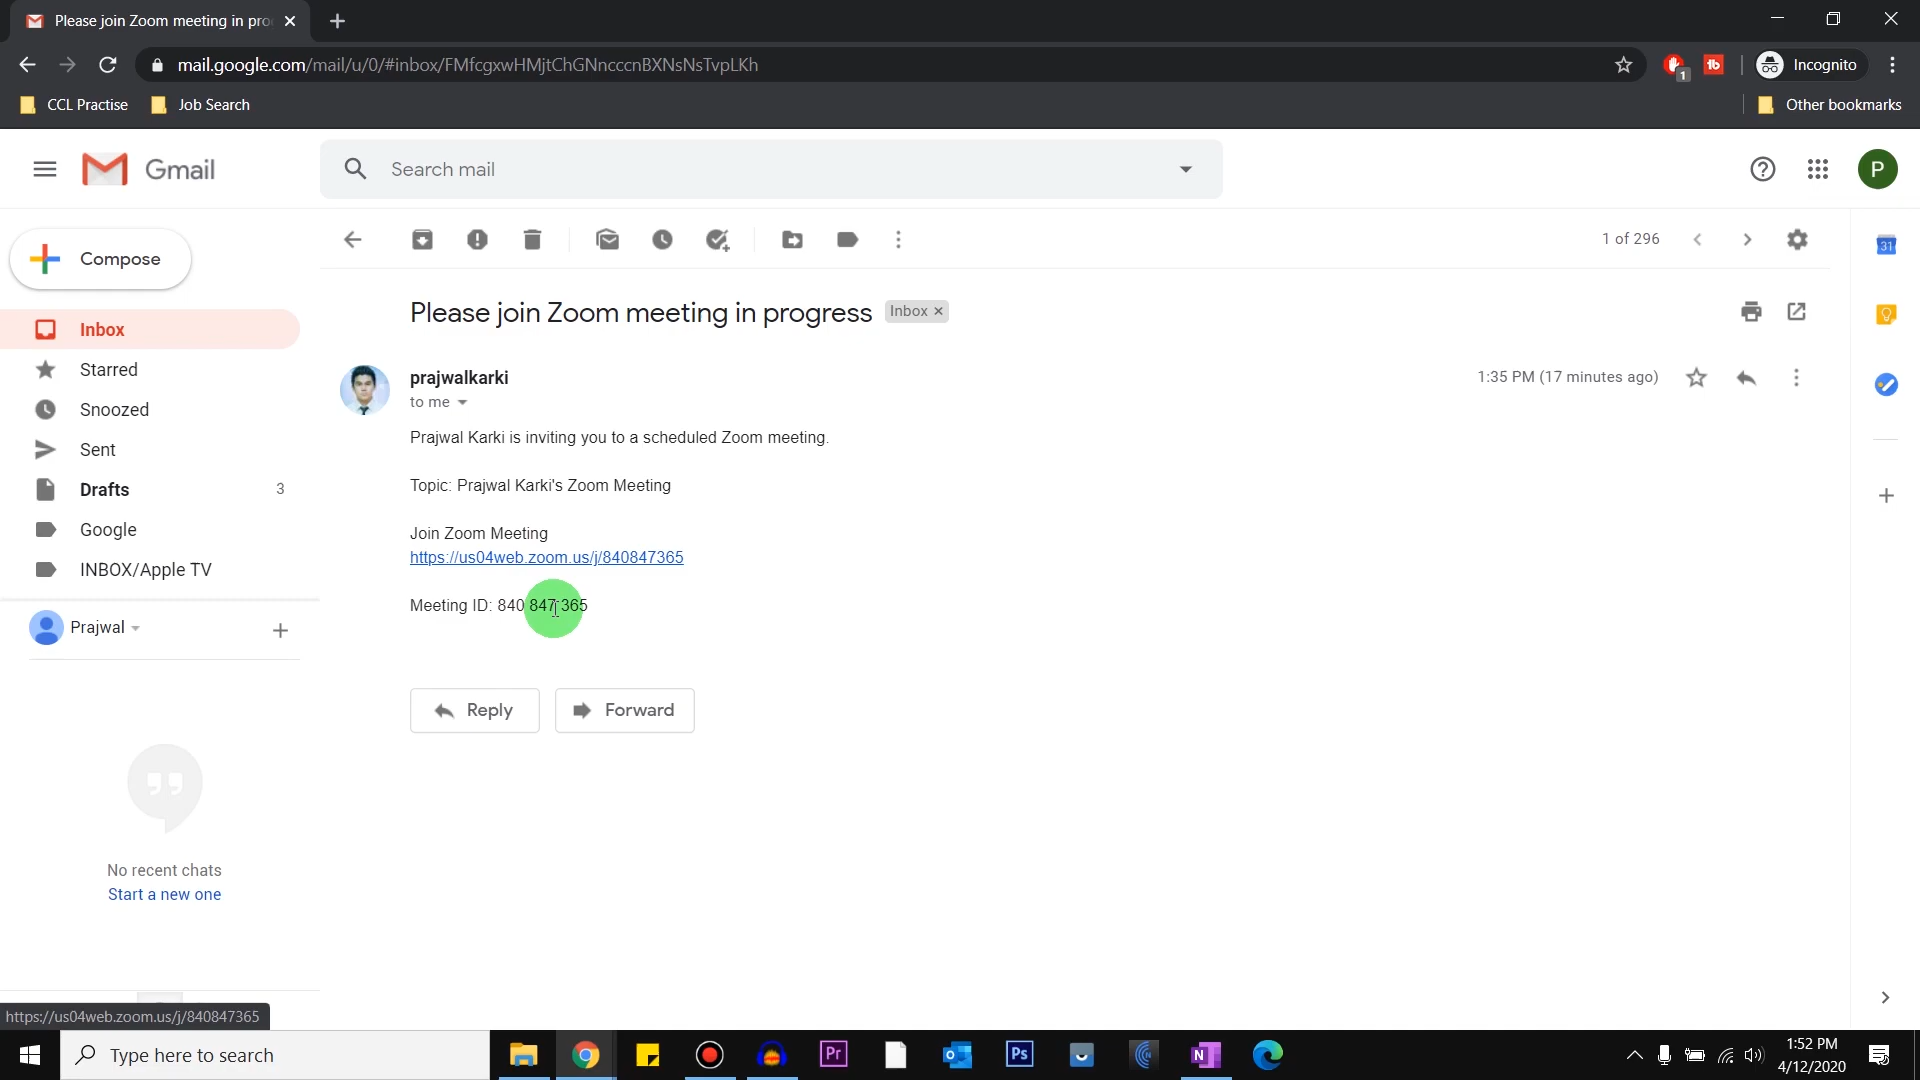 Please join Zoom meeting in pro
mail.google.com/mail/u/0/#inbox/FMfcgxwHMjtChGNncccnBXNsNsTvpLKh
1
Incognito
CCL Practise
Job Search
Other bookmarks
Gmail
Search mail
P
Compose
1 of 296
31
Please join Zoom meeting in progress
Inbox ×
Inbox
Starred
Snoozed
Sent
Drafts
3
Google
INBOX/Apple TV
prajwalkarki
1:35 PM (17 minutes ago)
to me
Prajwal Karki is inviting you to a scheduled Zoom meeting.
Topic: Prajwal Karki's Zoom Meeting
Join Zoom Meeting
https://us04web.zoom.us/j/840847365
Meeting ID: 840 847 365
Prajwal
Reply
Forward
No recent chats
Start a new one
https://us04web.zoom.us/j/840847365
Type here to search
Pr
Ps
N
1:52 PM
4/12/2020